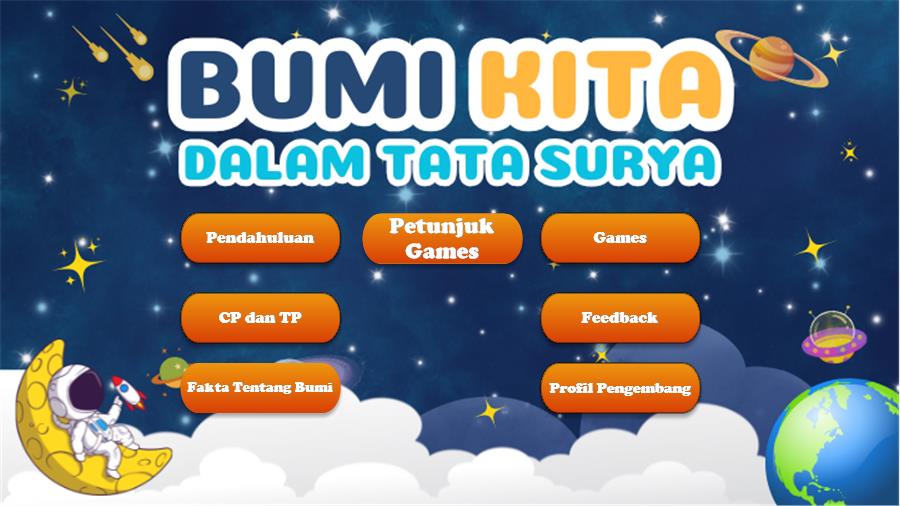 BUMI KITA
DALAM TATA SURYA
Pendahuluan
Petunjuk
Games
Games
CP dan TP
Feedback
Fakta Tentang Bumi
Profil Pengembang